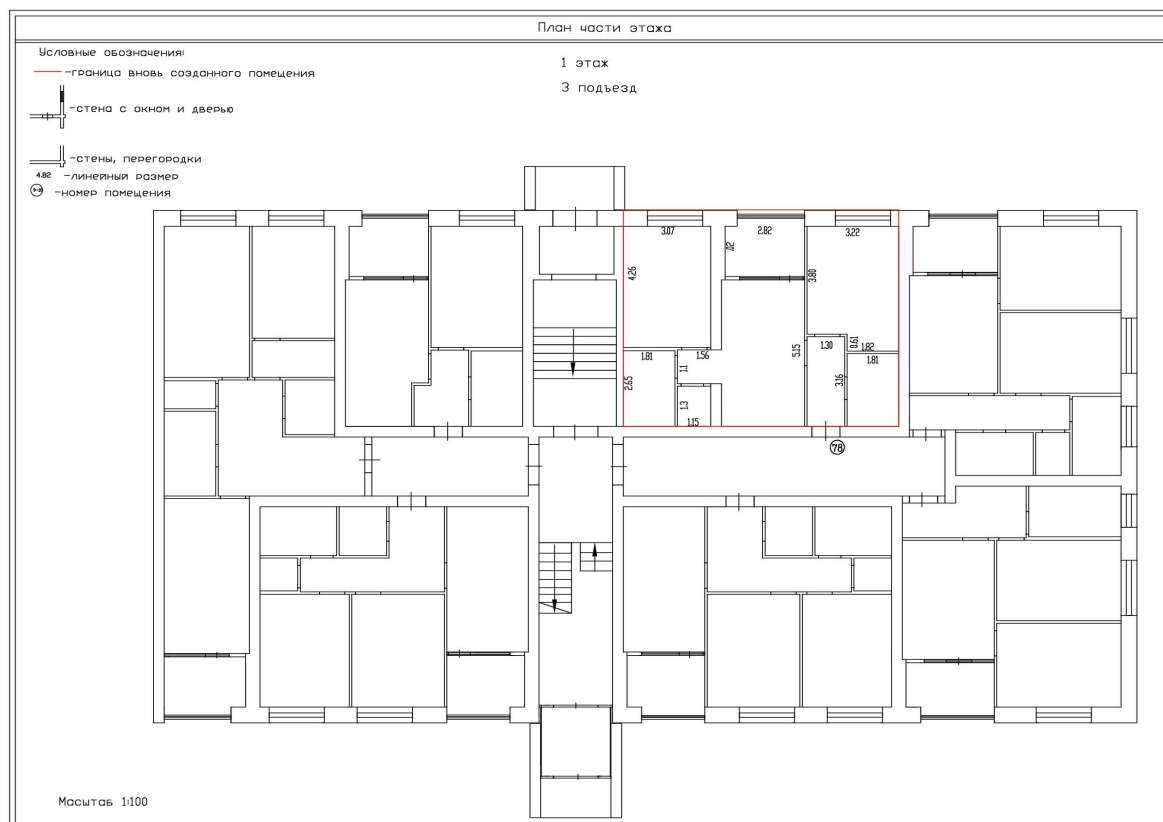 План части этажа
Условные обозначения:
-граница вновь созданного помещения
-стена с окном и дверью
-стены, перегородки
4.82 -линейный размер
-номер помещения
1 этаж
3 подъезд
3.07
2.82
3.22
.02
4.26
3.80
5.15
1.30
0.61
1.82
1.81
1.56
1.1
1.81
2.65
3.16
1.3
1.15
78
Масштаб 1:100